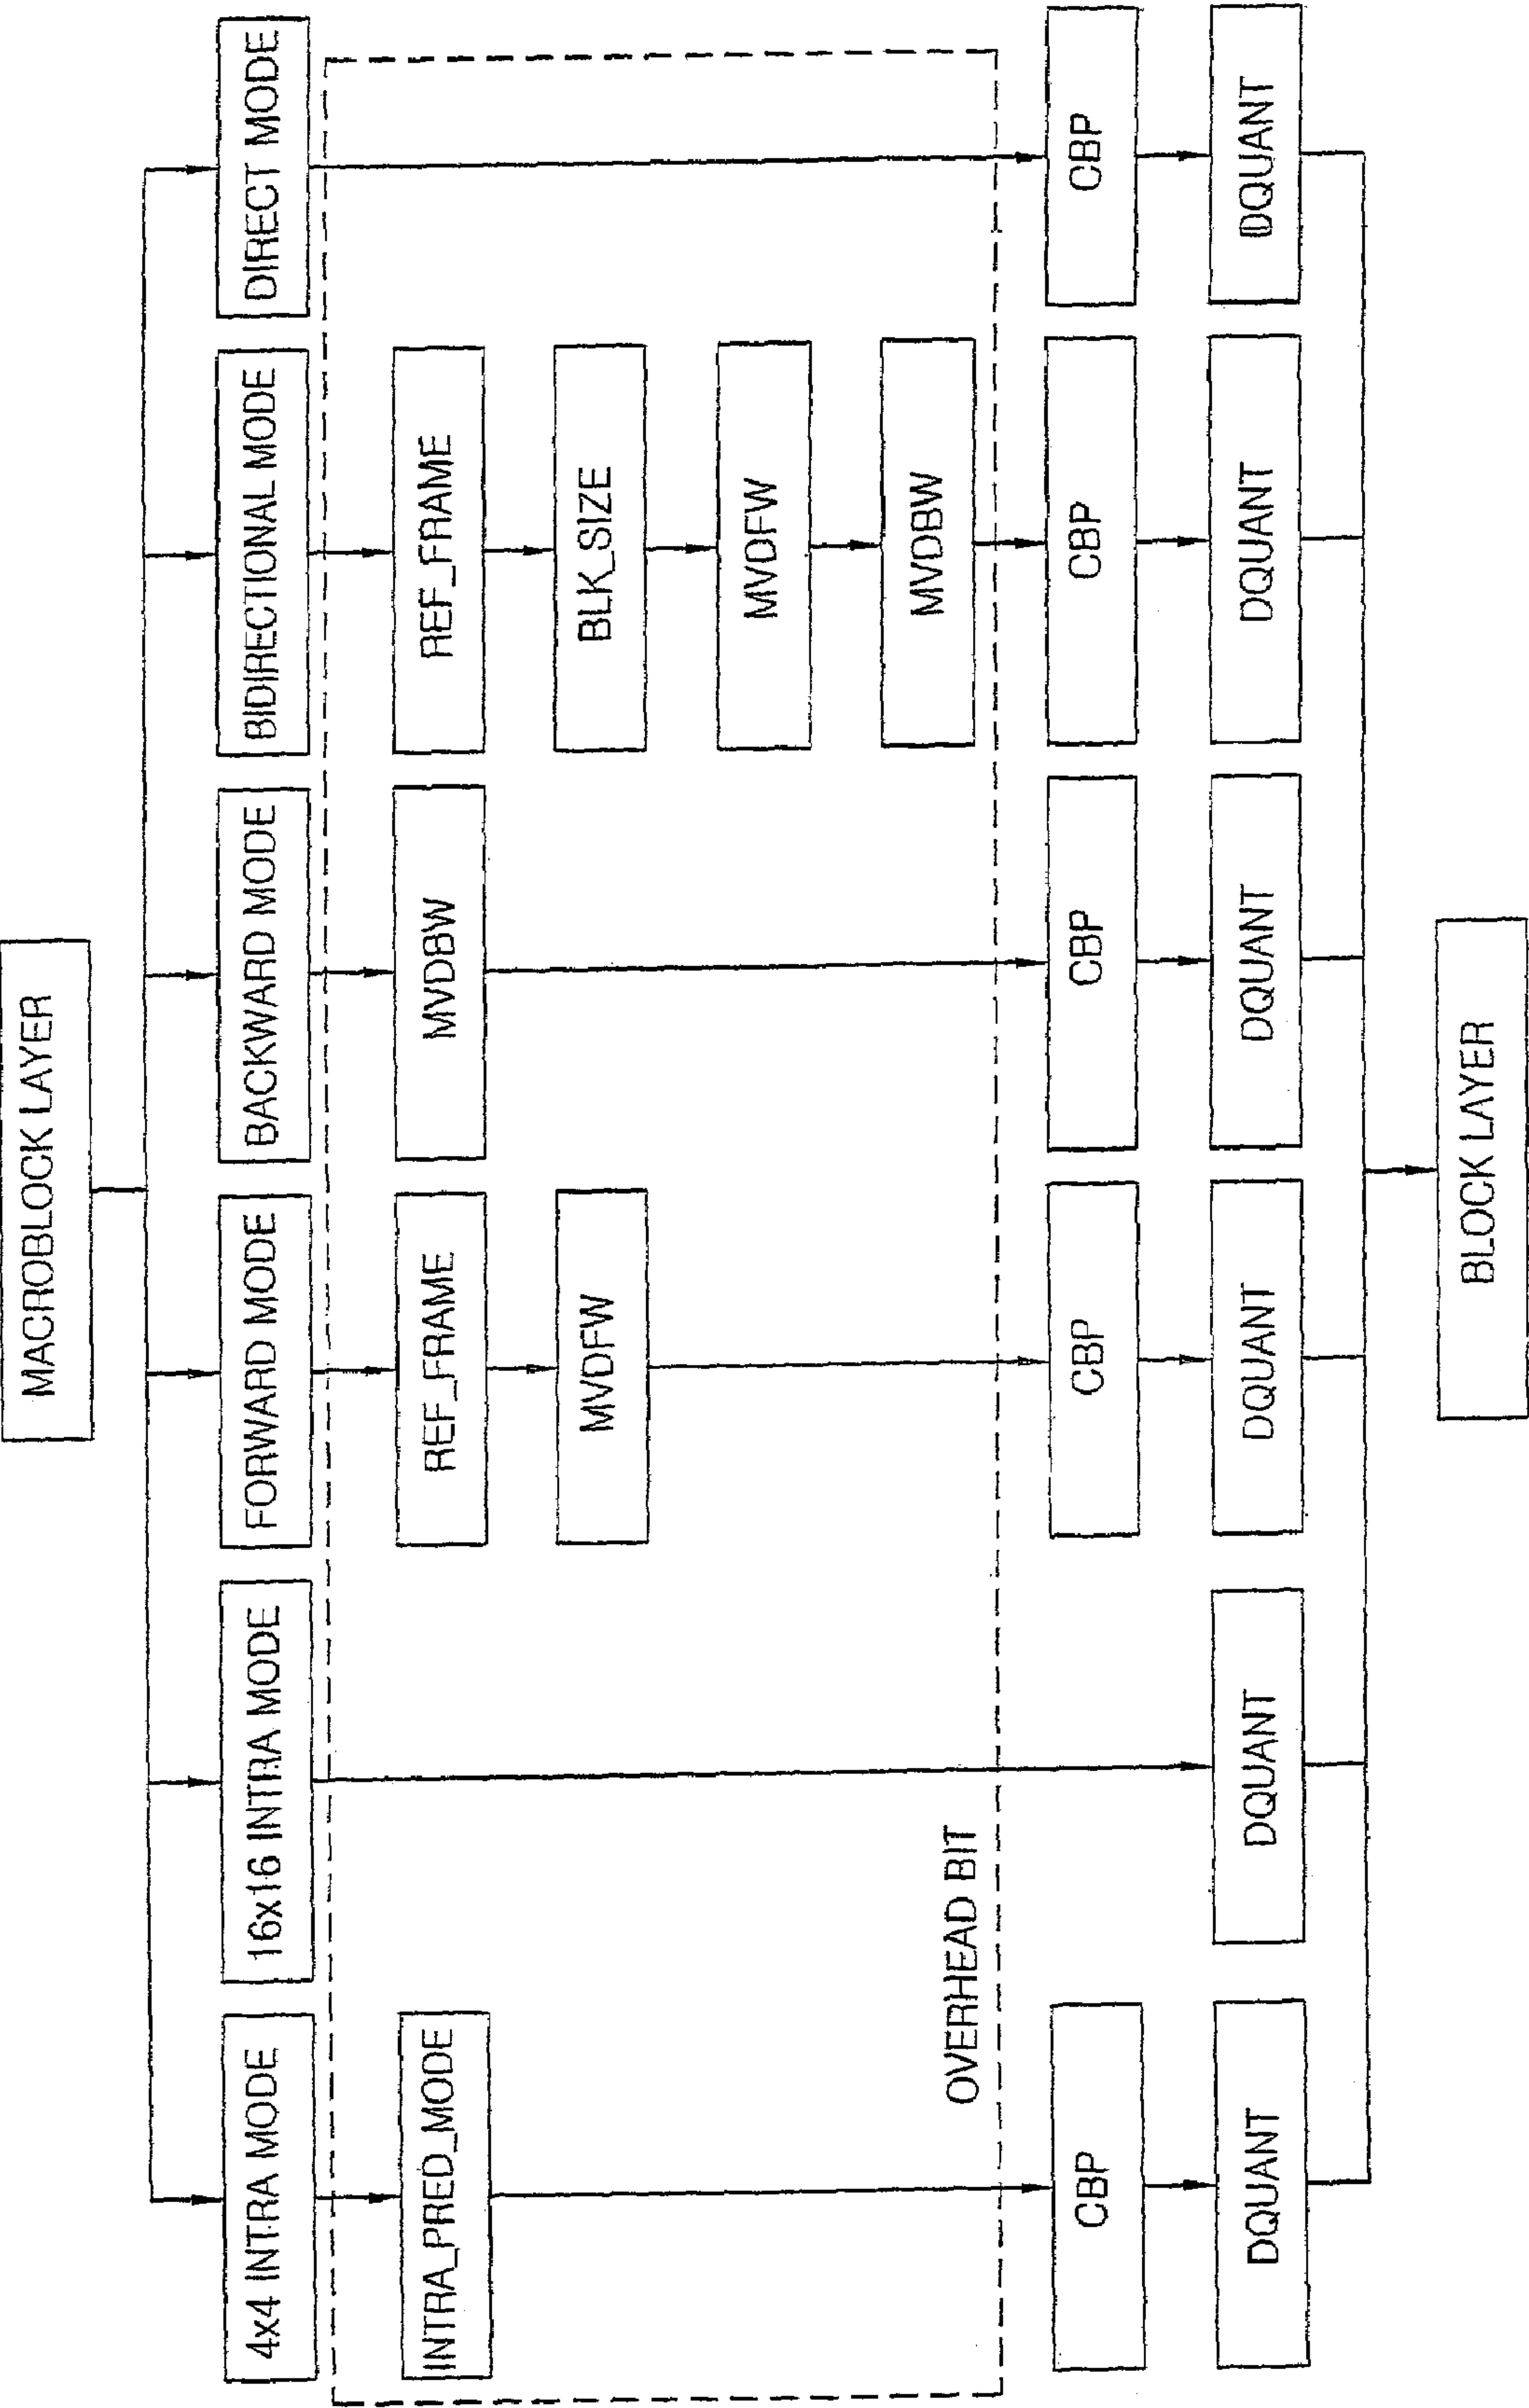 MACROBLOCK LAYER
4x4 INTRA MODE
16x16 INTRA MODE
FORWARD MODE
BACKWARD MODE
BIDIRECTIONAL MODE
DIRECT MODE
INTRA_PRED_MODE
REF_FRAME
MVDBW
REF_FRAME
MVDFW
BLK_SIZE
MVDFW
MVDBW
OVERHEAD BIT
CBP
CBP
CBP
CBP
CBP
DQUANT
DQUANT
DQUANT
DQUANT
DQUANT
DQUANT
BLOCK LAYER